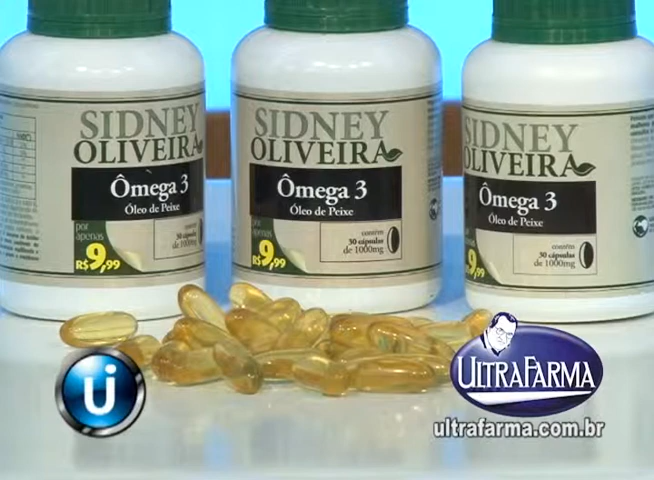 SIDNEY
OLIVEIRA
Ômega 3
Óleo de Peixe
por
apenas
R$9,99
contém
30 cápsulas
de 1000mg
SIDNEY
OLIVEIRA
Ômega 3
Óleo de Peixe
por
apenas
R$9,99
contém
30 cápsulas
de 1000mg
SIDNEY
OLIVEIRA
Ômega 3
Óleo de Peixe
9,99
contém
30 cápsulas
de 1000mg
Ui
ULTRAFARMA
ultrafarma.com.br